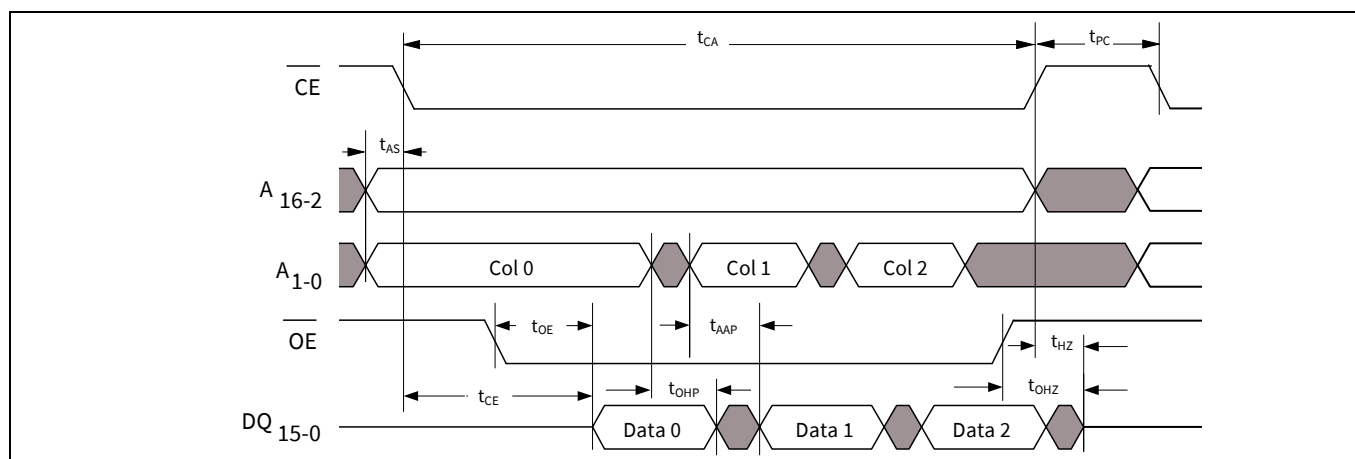 tCA
tPC
CE
tAS
A 16-2
A 1-0
Col 0
Col 1
Col 2
OE
tOE
tAAP
tHZ
tCE
tOHP
tOHZ
DQ 15-0
Data 0
Data 1
Data 2